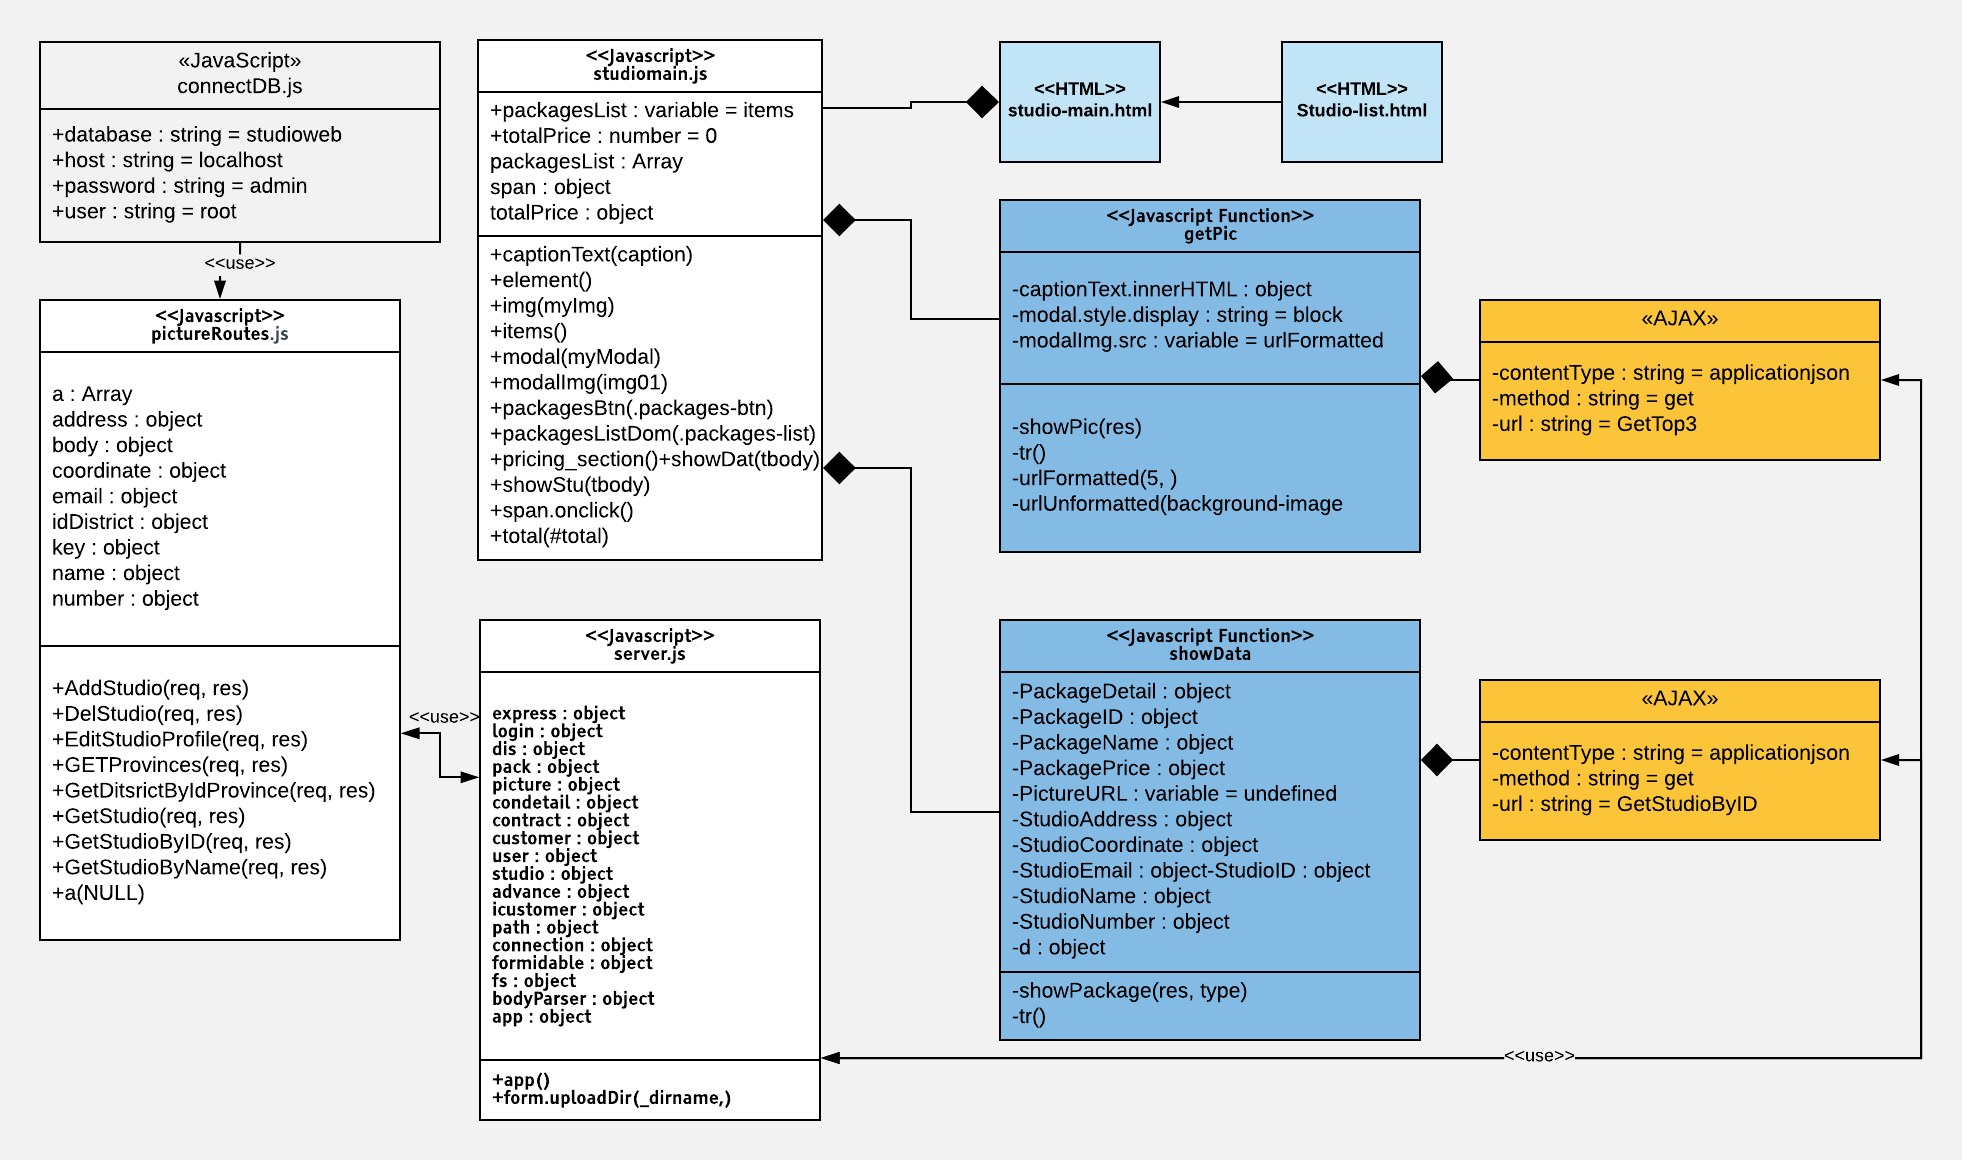 «JavaScript»
connectDB.js
+database : string = studioweb
+host : string = localhost
+password : string = admin
+user : string = root
<<use>>
<<Javascript>>
pictureRoutes.js
a : Array
address : object
body : object
coordinate : object
email : object
idDistrict : object
key : object
name : object
number : object
+AddStudio(req, res)
+DelStudio(req, res)
+EditStudioProfile(req, res)
+GETProvinces(req, res)
+GetDitsrictByIdProvince(req, res)
+GetStudio(req, res)
+GetStudioByID(req, res)
+GetStudioByName(req, res)
+a(NULL)
<<use>>
<<Javascript>>
studiomain.js
+packagesList : variable = items
+totalPrice : number = 0
packagesList : Array
span : object
totalPrice : object
+captionText(caption)
+element()
+img(myImg)
+items()
+modal(myModal)
+modalImg(img01)
+packagesBtn(.packages-btn)
+packagesListDom(.packages-list)
+pricing_section()+showDat(tbody)
+showStu(tbody)
+span.onclick()
+total(#total)
<<Javascript>>
server.js
express : object
login : object
dis : object
pack : object
picture : object
condetail : object
contract : object
customer : object
user : object
studio : object
advance : object
icustomer : object
path : object
connection : object
formidable : object
fs : object
bodyParser : object
app : object
+app()
+form.uploadDir(_dirname,)
<<HTML>>
studio-main.html
<<HTML>>
Studio-list.html
<<Javascript Function>>
getPic
-captionText.innerHTML : object
-modal.style.display : string = block
-modalImg.src : variable = urlFormatted
-showPic(res)
-tr()
-urlFormatted(5, )
-urlUnformatted(background-image
«AJAX»
-contentType : string = applicationjson
-method : string = get
-url : string = GetTop3
<<Javascript Function>>
showData
-PackageDetail : object
-PackageID : object
-PackageName : object
-PackagePrice : object
-PictureURL : variable = undefined
-StudioAddress : object
-StudioCoordinate : object
-StudioEmail : object-StudioID : object
-StudioName : object
-StudioNumber : object
-d : object
-showPackage(res, type)
-tr()
«AJAX»
-contentType : string = applicationjson
-method : string = get
-url : string = GetStudioByID
<<use>>